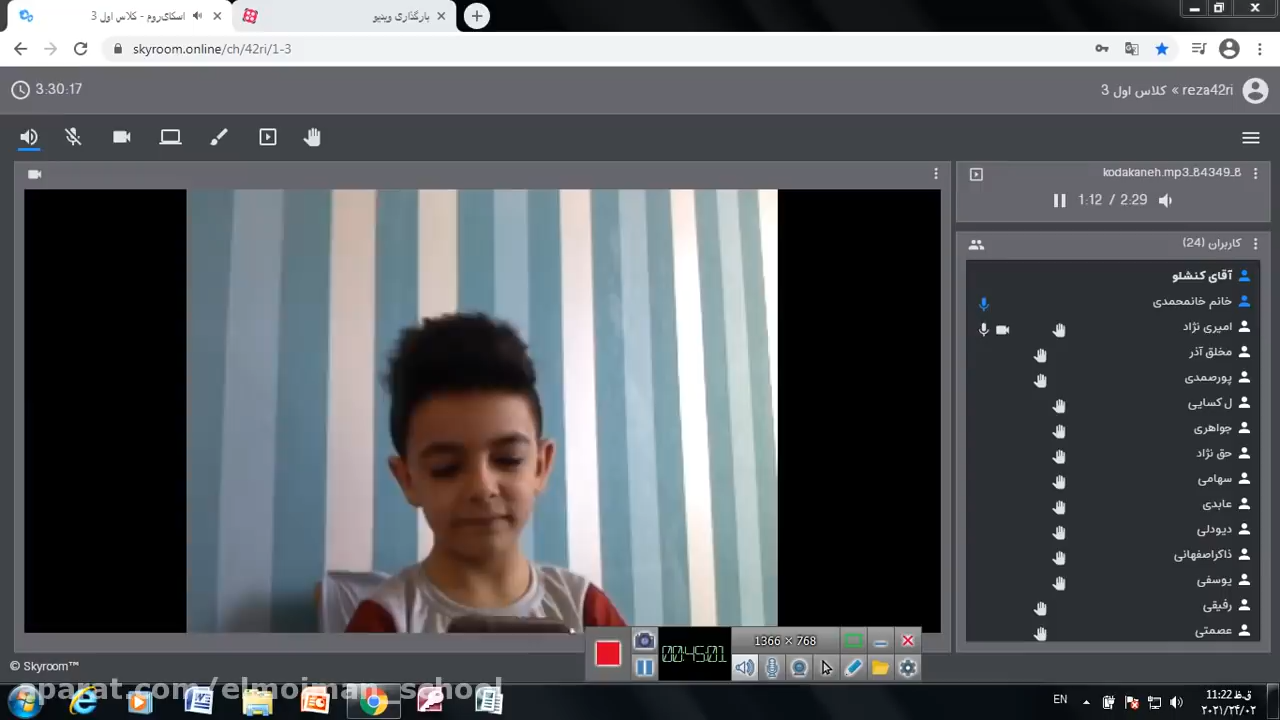 اسکای‌روم - کلاس اول 3
بارگذاری ویدیو
skyroom.online/ch/42ri/1-3
3:30:17
reza42ri » کلاس اول 3
kodakaneh.mp3_84349_8
1:12 / 2:29
کاربران (24)
آقای کنشلو
خانم خانمحمدی
امیری نژاد
مخلق آذر
پورصمدی
ل کسایی
جواهری
حق نژاد
سهامی
عابدی
دیودلی
ذاکراصفهانی
یوسفی
رفیقی
عصمتی
1366 × 768
00:45:01
© Skyroom™
aparat.com/elmoiman_school
EN
11:22 ق.ظ
۲۰۲۱/۲۴/۰۲